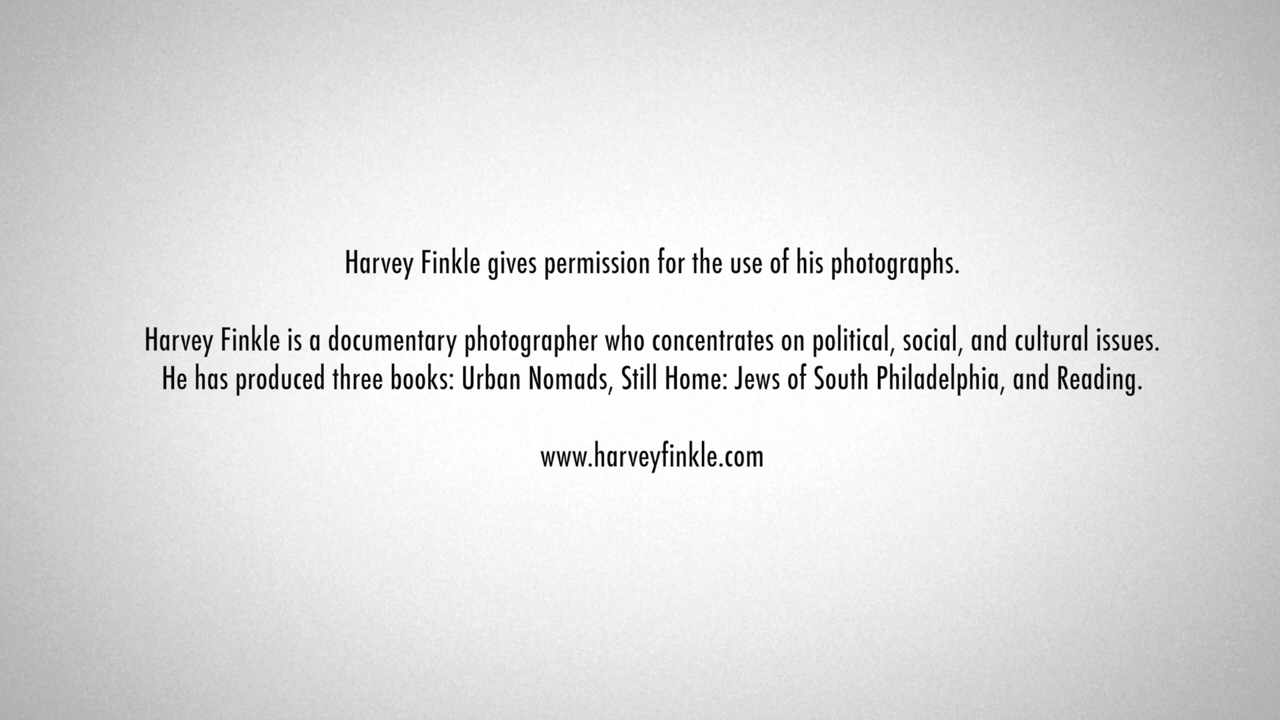 Harvey Finkle gives permission for the use of his photographs.
Harvey Finkle is a documentary photographer who concentrates on political, social, and cultural issues.
He has produced three books: Urban Nomads, Still Home: Jews of South Philadelphia, and Reading.
www.harveyfinkle.com